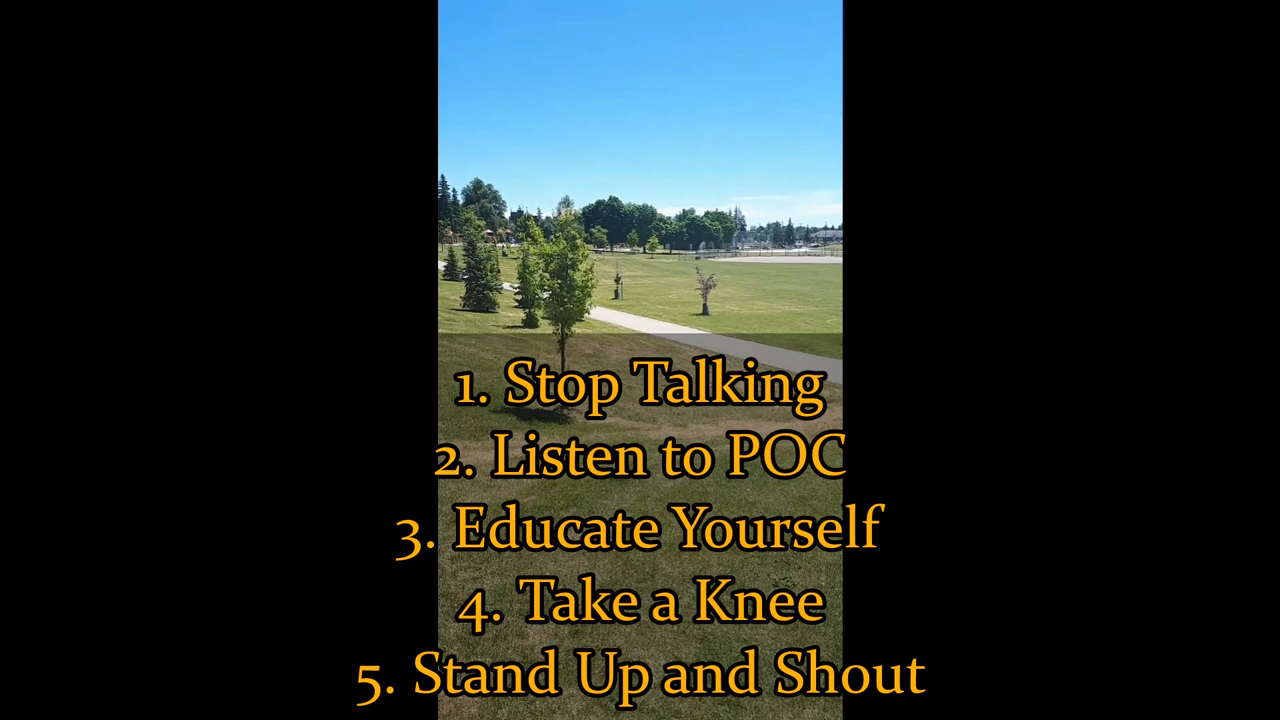 1. Stop Talking
2. Listen to POC
3. Educate Yourself
4. Take a Knee
5. Stand Up and Shout